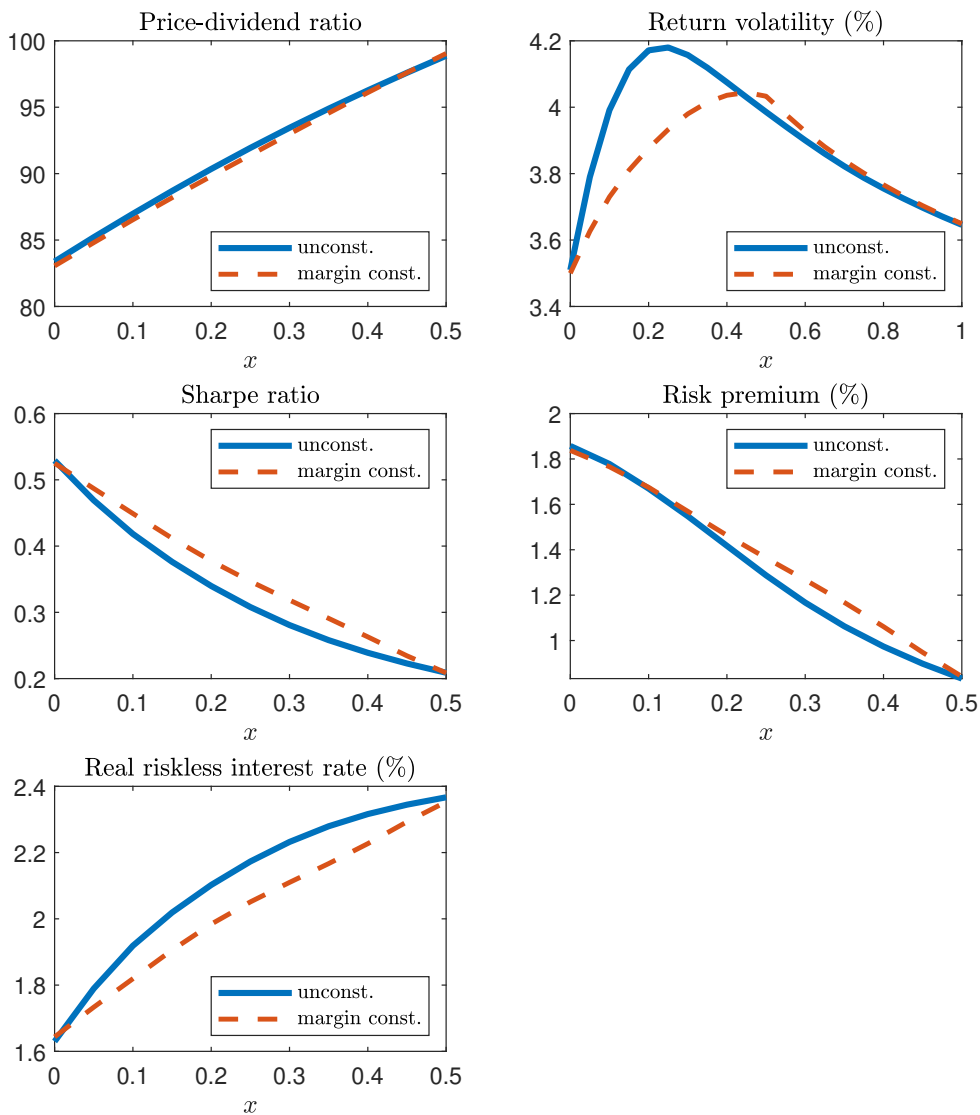 Price-dividend ratio
100
95
90
85
80
0 0.1 0.2 0.3 0.4 0.5
x
unconst.
margin const.
Return volatility (%)
4.2
4
3.8
3.6
3.4
0 0.2 0.4 0.6 0.8 1
x
unconst.
margin const.
Sharpe ratio
0.6
0.5
0.4
0.3
0.2
0 0.1 0.2 0.3 0.4 0.5
x
unconst.
margin const.
Risk premium (%)
2
1.8
1.6
1.4
1.2
1
0 0.1 0.2 0.3 0.4 0.5
x
unconst.
margin const.
Real riskless interest rate (%)
2.4
2.2
2
1.8
1.6
0 0.1 0.2 0.3 0.4 0.5
x
unconst.
margin const.